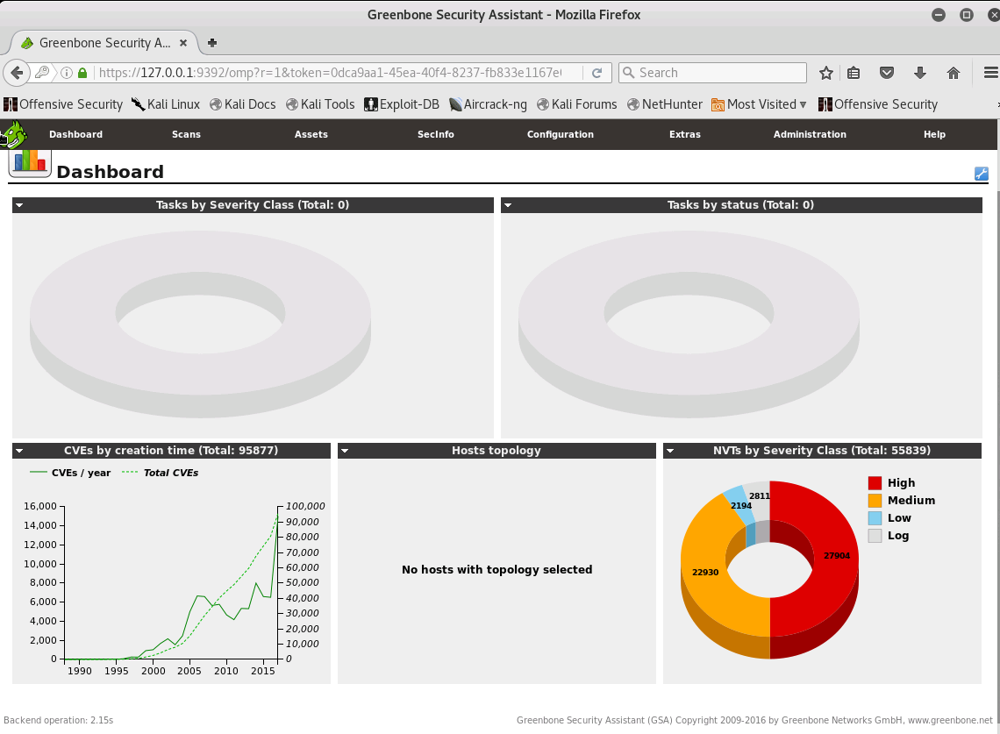 Greenbone Security Assistant - Mozilla Firefox
Greenbone Security A...
https://127.0.0.1:9392/omp?r=1&token=0dca9aa1-45ea-40f4-8237-fb833e1167e
Search
Offensive Security Kali Linux Kali Docs Kali Tools Exploit-DB Aircrack-ng Kali Forums NetHunter Most Visited Offensive Security
Dashboard Scans Assets SecInfo Configuration Extras Administration Help
Dashboard
Tasks by Severity Class (Total: 0)
Tasks by status (Total: 0)
CVEs by creation time (Total: 95877)
CVEs / year Total CVEs
16,000 100,000
14,000 90,000
12,000 80,000
10,000 70,000
8,000 60,000
6,000 50,000
4,000 40,000
2,000 30,000
0 20,000
10,000
0
1990 1995 2000 2005 2010 2015
Hosts topology
No hosts with topology selected
NVTs by Severity Class (Total: 55839)
High
Medium
Low
Log
2811
2194
27904
22930
Backend operation: 2.15s
Greenbone Security Assistant (GSA) Copyright 2009-2016 by Greenbone Networks GmbH, www.greenbone.net